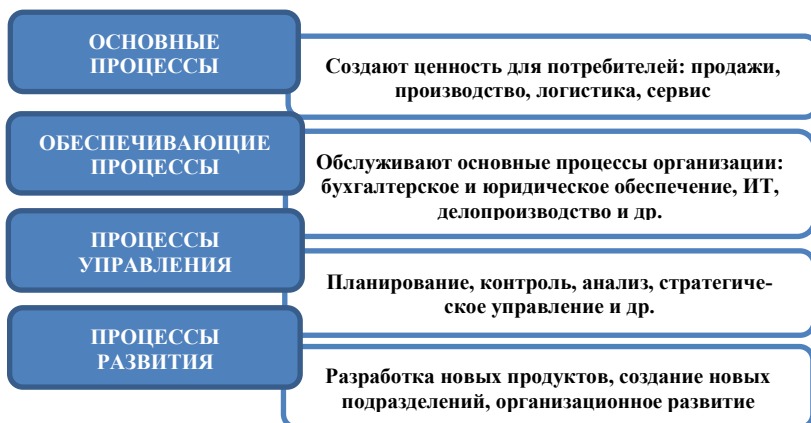 ОСНОВНЫЕ
ПРОЦЕССЫ
Создают ценность для потребителей: продажи,
производство, логистика, сервис
ОБЕСПЕЧИВАЮЩИЕ
ПРОЦЕССЫ
Обслуживают основные процессы организации:
бухгалтерское и юридическое обеспечение, ИТ,
делопроизводство и др.
ПРОЦЕССЫ
УПРАВЛЕНИЯ
Планирование, контроль, анализ, стратегиче-
ское управление и др.
ПРОЦЕССЫ
РАЗВИТИЯ
Разработка новых продуктов, создание новых
подразделений, организационное развитие